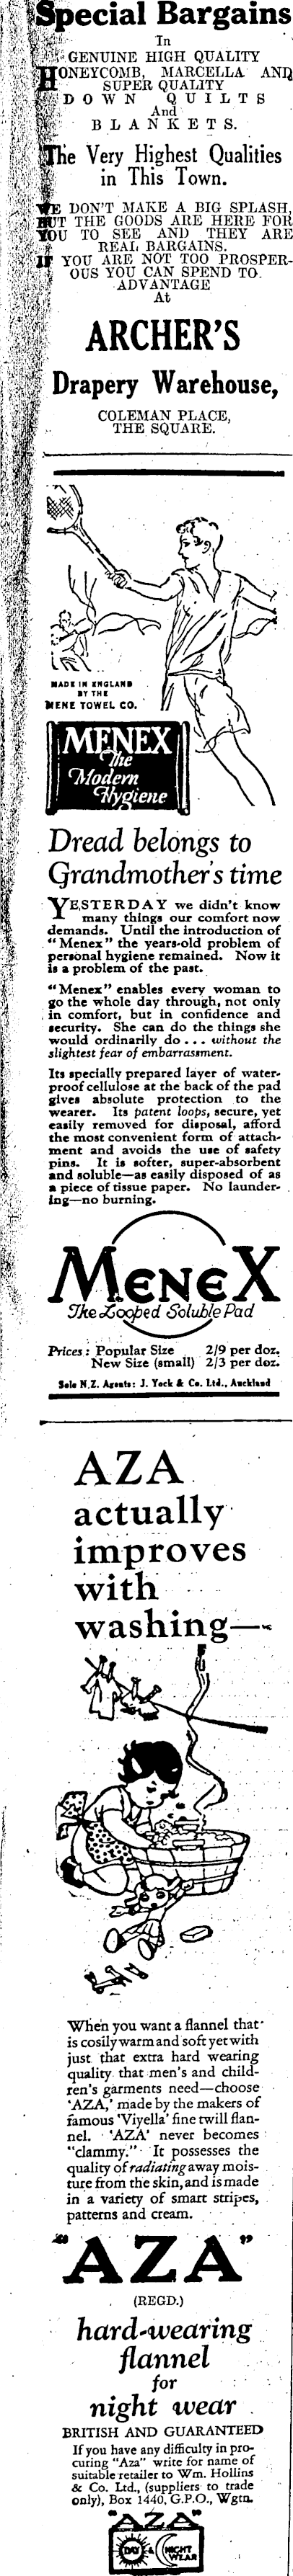 Special Bargains
In
GENUINE HIGH QUALITY
HONEYCOMB, MARCELLA AND
SUPER QUALITY
DOWN QUILTS
And
BLANKETS.
The Very Highest Qualities
in This Town.
WE DON'T MAKE A BIG SPLASH,
BUT THE GOODS ARE HERE FOR
YOU TO SEE AND THEY ARE
REAL BARGAINS.
IF YOU ARE NOT TOO PROSPER-
OUS YOU CAN SPEND TO
ADVANTAGE
At
ARCHER'S
Drapery Warehouse,
COLEMAN PLACE,
THE SQUARE.
MADE IN ENGLAND
BY THE
MENE TOWEL CO.
MENEX
The
Modern
Hygiene
Dread belongs to
Grandmother's time
YESTERDAY we didn't know
many things our comfort now
demands. Until the introduction of
"Menex" the years-old problem of
personal hygiene remained. Now it
is a problem of the past.
"Menex" enables every woman to
go the whole day through, not only
in comfort, but in confidence and
security. She can do the things she
would ordinarily do . . . without the
slightest fear of embarrassment.
Its specially prepared layer of water-
proof cellulose at the back of the pad
gives absolute protection to the
wearer. Its patent loops, secure, yet
easily removed for disposal, afford
the most convenient form of attach-
ment and avoids the use of safety
pins. It is softer, super-absorbent
and soluble—as easily disposed of as
a piece of tissue paper. No launder-
ing—no burning.
MENEX
The Looped Soluble Pad
Prices: Popular Size 2/9 per doz.
New Size (small) 2/3 per doz.
Sole N.Z. Agents: J. Yock & Co. Ltd., Auckland
AZA
actually
improves
with
washing—
When you want a flannel that
is cosily warm and soft yet with
just that extra hard wearing
quality that men's and child-
ren's garments need—choose
'AZA,' made by the makers of
famous 'Viyella' fine twill flan-
nel. 'AZA' never becomes
"clammy." It possesses the
quality of radiating away mois-
ture from the skin, and is made
in a variety of smart stripes,
patterns and cream.
"AZA"
(REGD.)
hard-wearing
flannel
for
night wear
BRITISH AND GUARANTEED
If you have any difficulty in pro-
curing "Aza" write for name of
suitable retailer to Wm. Hollins
& Co. Ltd., (suppliers to trade
only), Box 1440, G.P.O., Wgtn.
"AZA"
DAY & NIGHT
WEAR